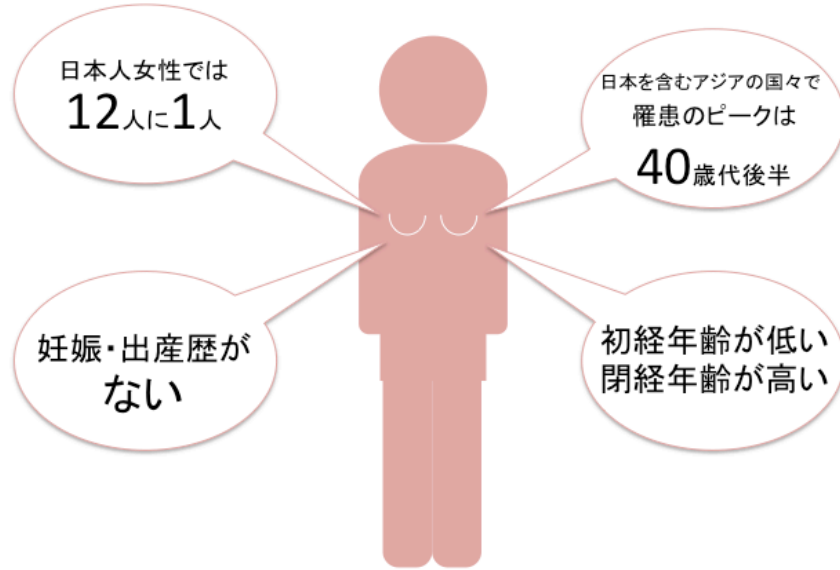 日本人女性では
12人に1人
日本を含むアジアの国々で
罹患のピークは
40歳代後半
妊娠・出産歴が
ない
初経年齢が低い
閉経年齢が高い